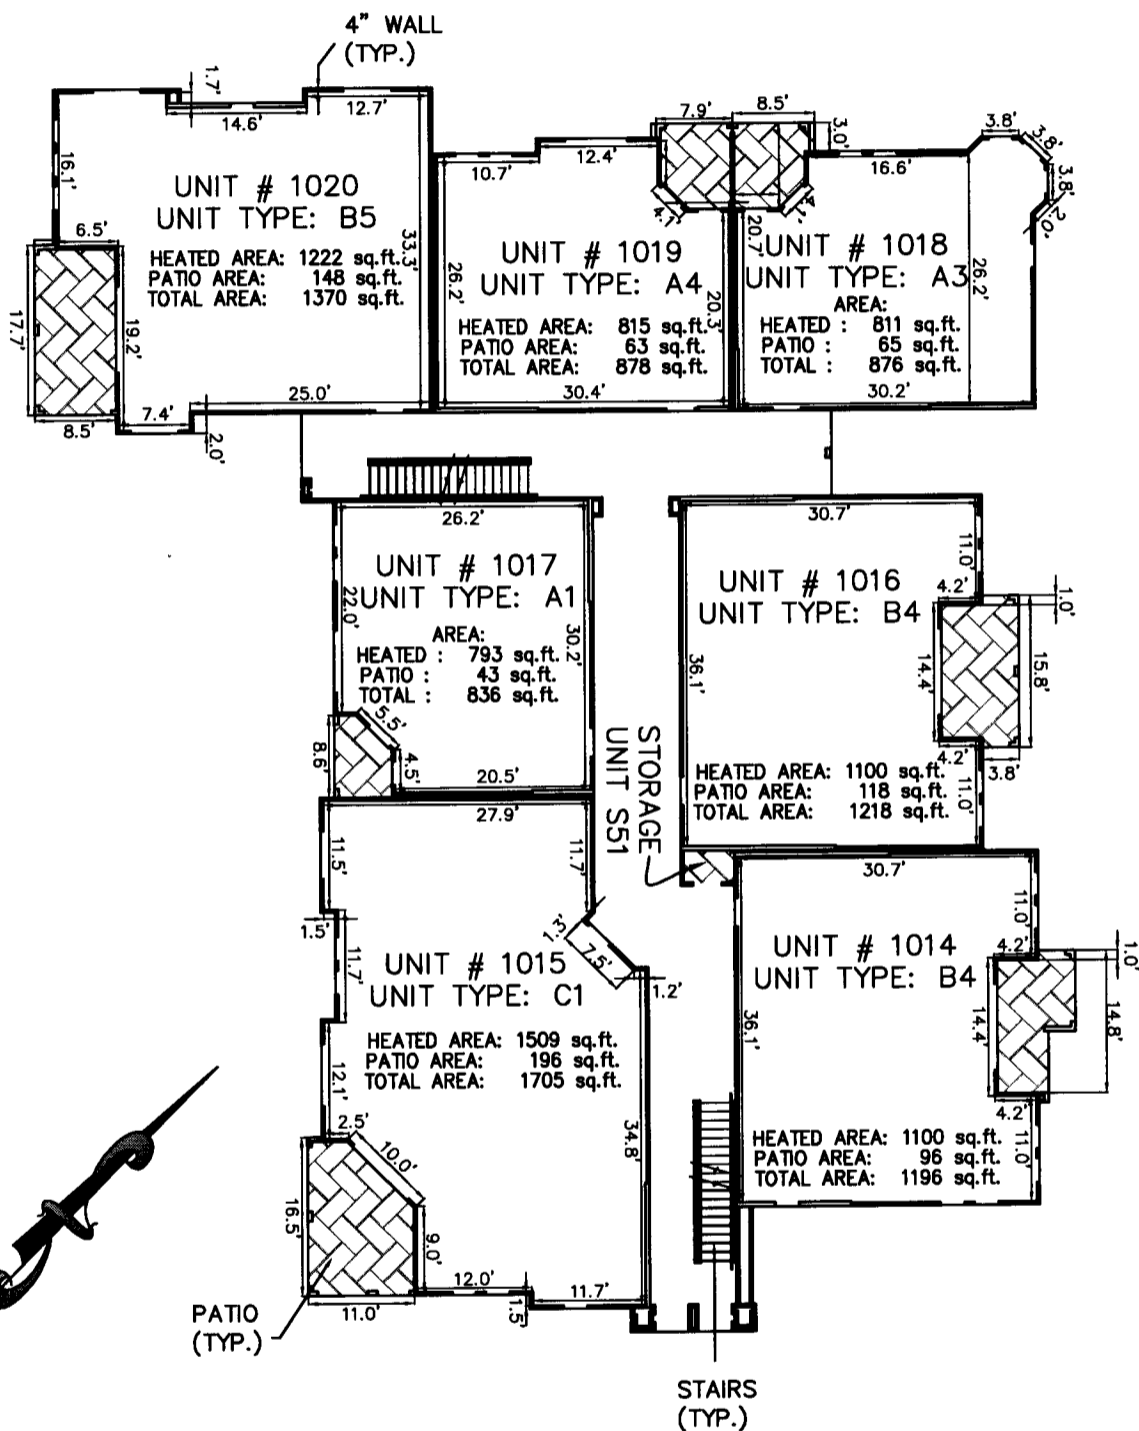 4" WALL
(TYP.)
1.7'
14.6'
12.7'
16.1'
33.3'
UNIT # 1020
UNIT TYPE: B5
HEATED AREA: 1222 sq.ft.
PATIO AREA: 148 sq.ft.
TOTAL AREA: 1370 sq.ft.
6.5'
17.7'
19.2'
8.5'
7.4'
2.0'
25.0'
10.7'
12.4'
7.9'
4.1'
26.2'
20.3'
UNIT # 1019
UNIT TYPE: A4
HEATED AREA: 815 sq.ft.
PATIO AREA: 63 sq.ft.
TOTAL AREA: 878 sq.ft.
30.4'
8.5'
3.0'
16.6'
3.8'
3.8'
3.8'
2.0'
20.7'
26.2'
UNIT # 1018
UNIT TYPE: A3
AREA:
HEATED : 811 sq.ft.
PATIO : 65 sq.ft.
TOTAL : 876 sq.ft.
30.2'
26.2'
22.0'
30.2'
UNIT # 1017
UNIT TYPE: A1
AREA:
HEATED : 793 sq.ft.
PATIO : 43 sq.ft.
TOTAL : 836 sq.ft.
5.5'
8.6'
4.5'
20.5'
30.7'
11.0'
UNIT # 1016
UNIT TYPE: B4
4.2'
1.0'
36.1'
14.4'
15.8'
4.2'
3.8'
11.0'
HEATED AREA: 1100 sq.ft.
PATIO AREA: 118 sq.ft.
TOTAL AREA: 1218 sq.ft.
STORAGE
UNIT S51
27.9'
11.5'
11.7'
1.5'
11.7'
1.3'
7.5'
1.2'
UNIT # 1015
UNIT TYPE: C1
HEATED AREA: 1509 sq.ft.
PATIO AREA: 196 sq.ft.
TOTAL AREA: 1705 sq.ft.
12.1'
2.5'
10.0'
34.8'
16.5'
9.0'
11.0'
12.0'
1.5'
11.7'
30.7'
11.0'
UNIT # 1014
UNIT TYPE: B4
4.2'
1.0'
36.1'
14.4'
14.8'
4.2'
11.0'
HEATED AREA: 1100 sq.ft.
PATIO AREA: 96 sq.ft.
TOTAL AREA: 1196 sq.ft.
PATIO
(TYP.)
STAIRS
(TYP.)